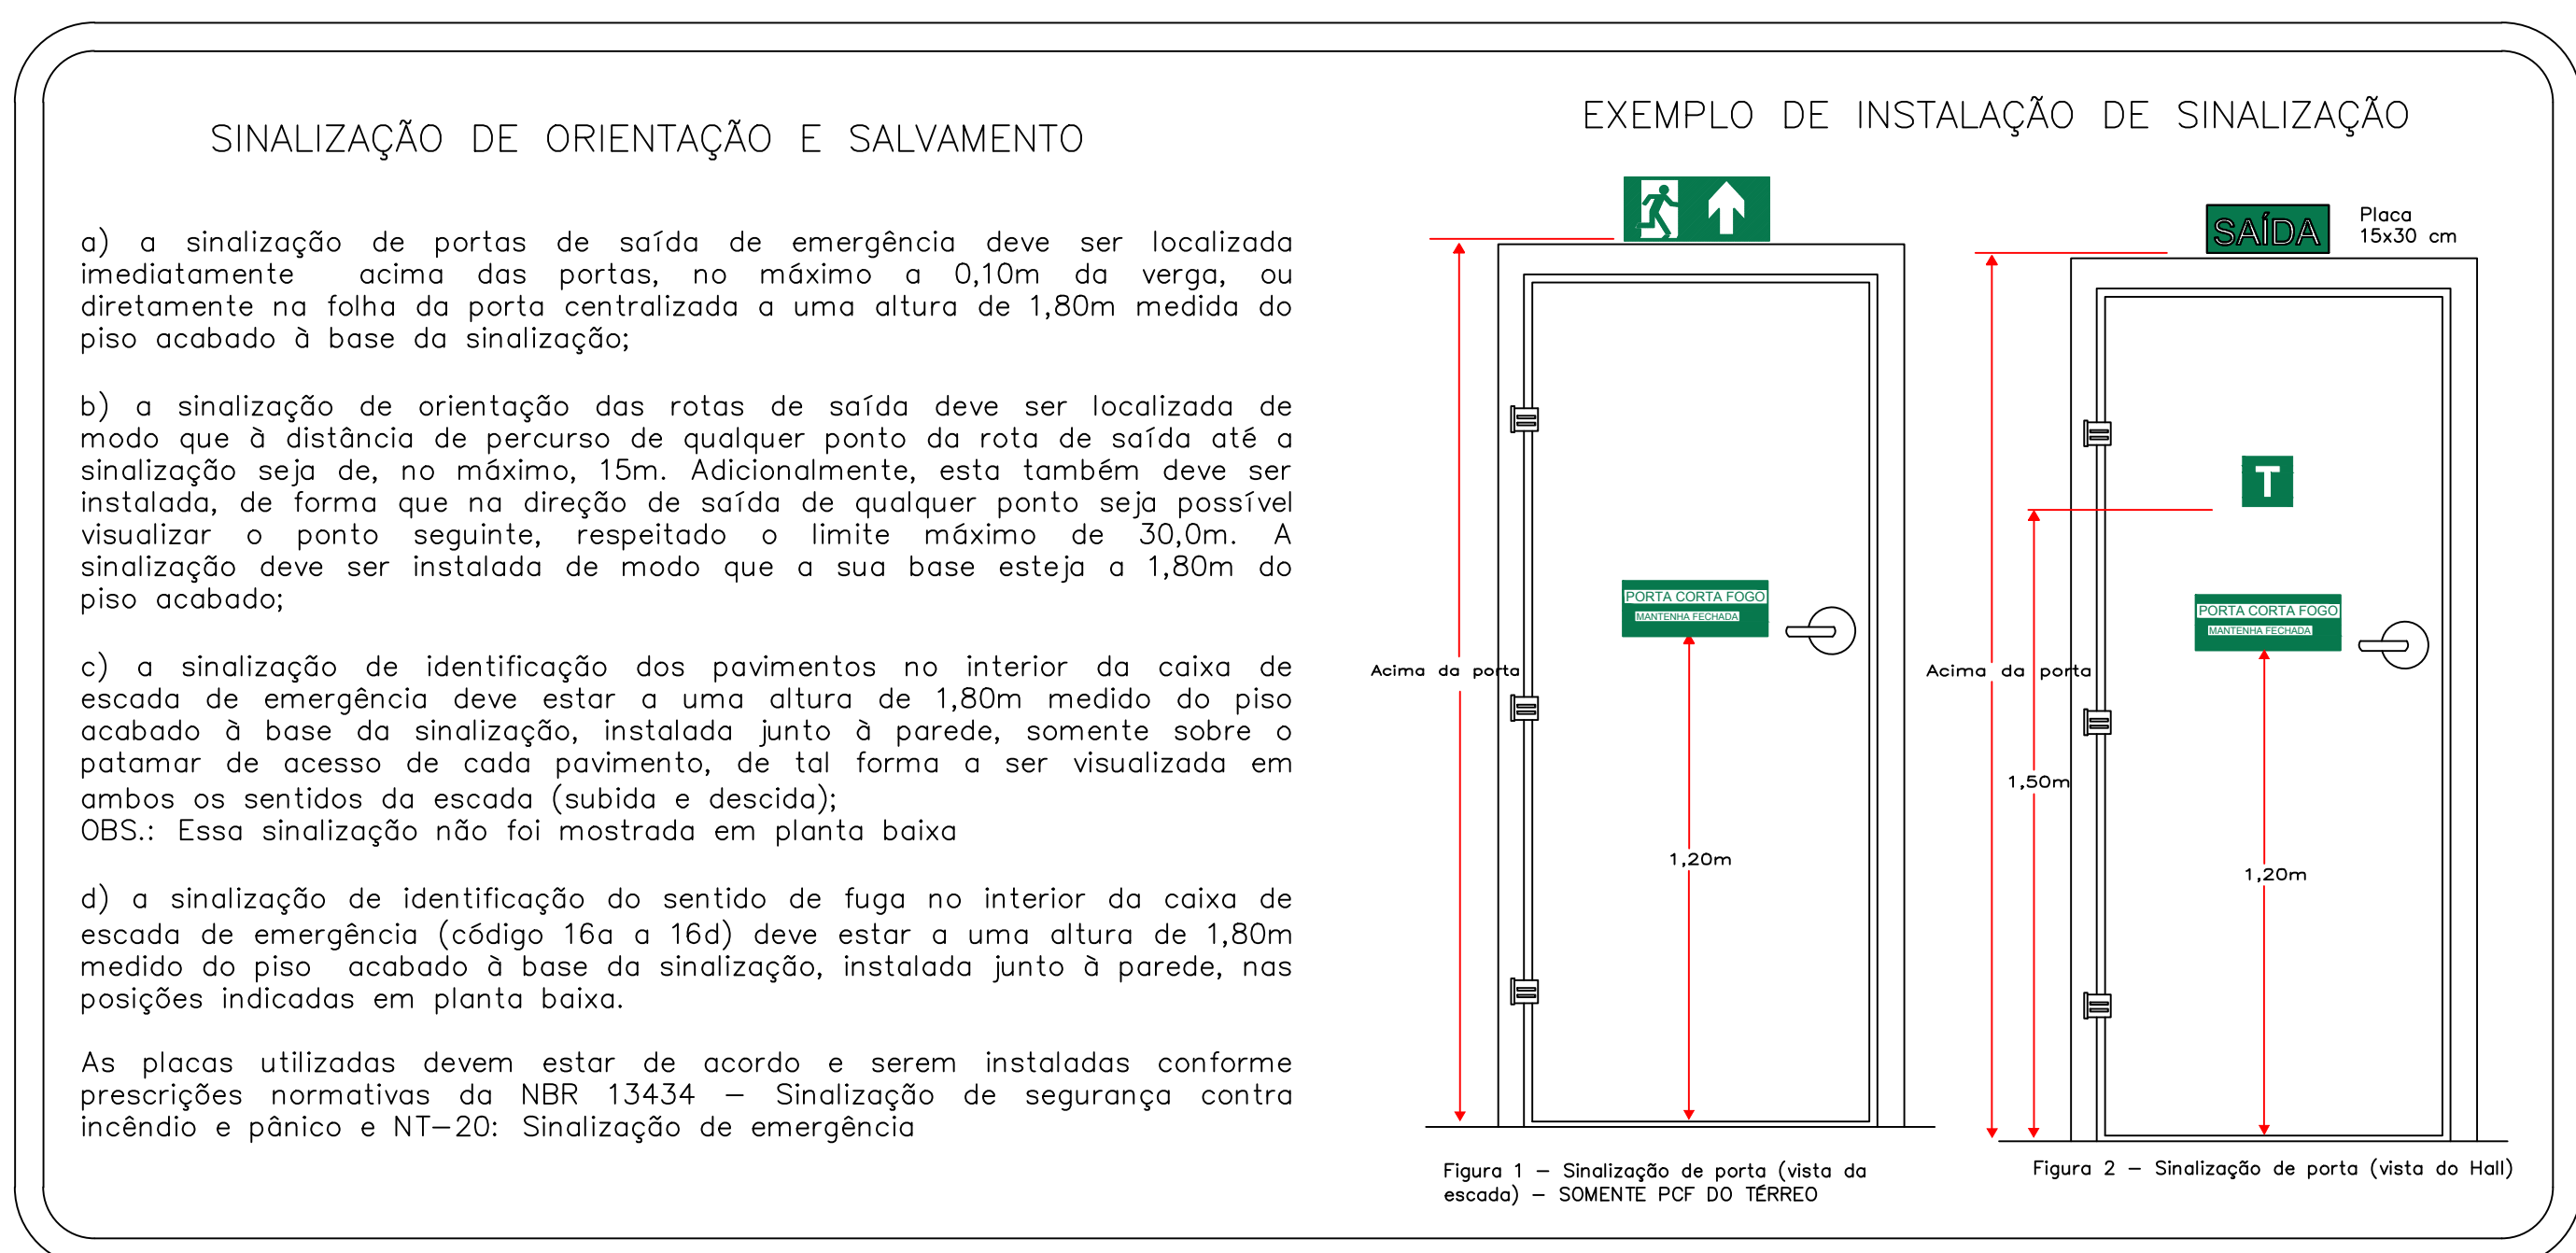 SINALIZAÇÃO DE ORIENTAÇÃO E SALVAMENTO
a) a sinalização de portas de saída de emergência deve ser localizada
imediatamente acima das portas, no máximo a 0,10m da verga, ou
diretamente na folha da porta centralizada a uma altura de 1,80m medida do
piso acabado à base da sinalização;
b) a sinalização de orientação das rotas de saída deve ser localizada de
modo que à distância de percurso de qualquer ponto da rota de saída até a
sinalização seja de, no máximo, 15m. Adicionalmente, esta também deve ser
instalada, de forma que na direção de saída de qualquer ponto seja possível
visualizar o ponto seguinte, respeitado o limite máximo de 30,0m. A
sinalização deve ser instalada de modo que a sua base esteja a 1,80m do
piso acabado;
c) a sinalização de identificação dos pavimentos no interior da caixa de
escada de emergência deve estar a uma altura de 1,80m medido do piso
acabado à base da sinalização, instalada junto à parede, somente sobre o
patamar de acesso de cada pavimento, de tal forma a ser visualizada em
ambos os sentidos da escada (subida e descida);
OBS.: Essa sinalização não foi mostrada em planta baixa
d) a sinalização de identificação do sentido de fuga no interior da caixa de
escada de emergência (código 16a a 16d) deve estar a uma altura de 1,80m
medido do piso acabado à base da sinalização, instalada junto à parede, nas
posições indicadas em planta baixa.
As placas utilizadas devem estar de acordo e serem instaladas conforme
prescrições normativas da NBR 13434 – Sinalização de segurança contra
incêndio e pânico e NT–20: Sinalização de emergência
EXEMPLO DE INSTALAÇÃO DE SINALIZAÇÃO
PORTA CORTA FOGO
MANTENHA FECHADA
Acima da porta
1,20m
Figura 1 – Sinalização de porta (vista da
escada) – SOMENTE PCF DO TÉRREO
SAÍDA
Placa
15x30 cm
T
PORTA CORTA FOGO
MANTENHA FECHADA
Acima da porta
1,50m
1,20m
Figura 2 – Sinalização de porta (vista do Hall)